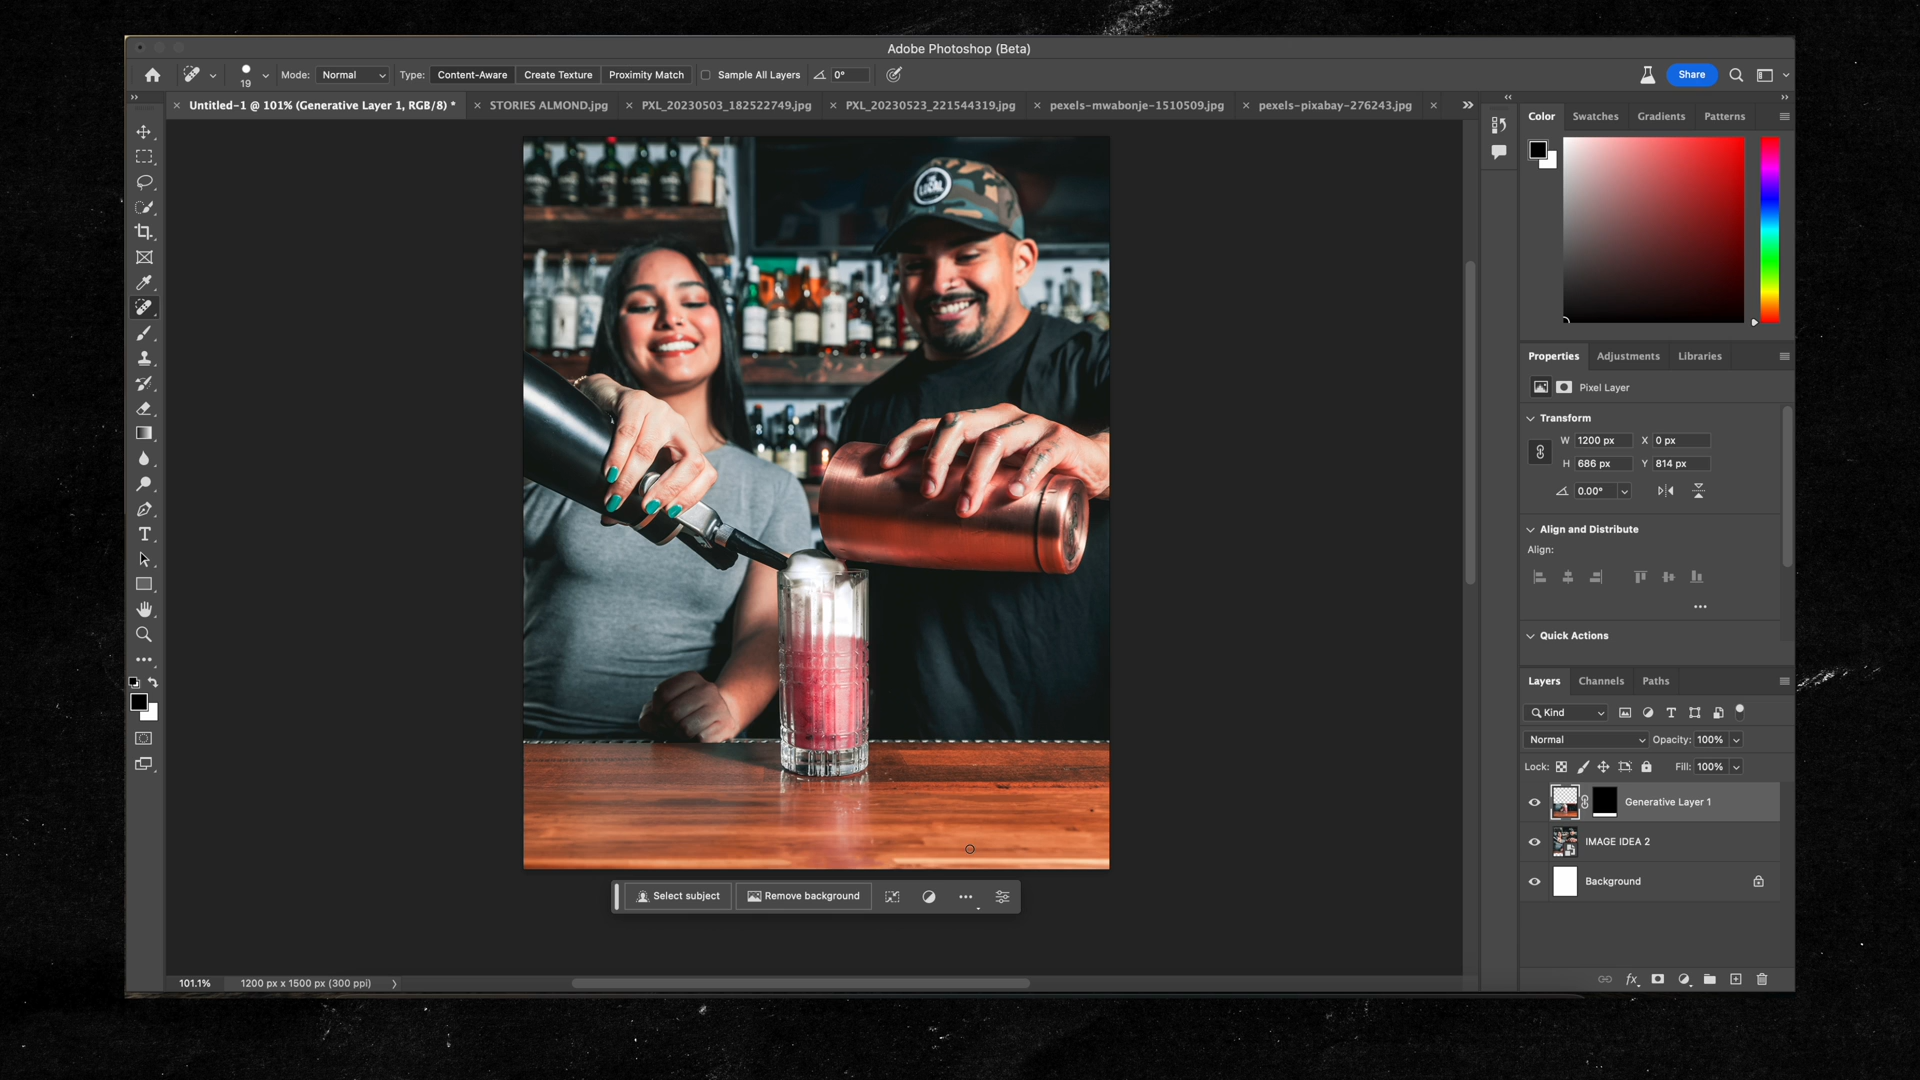 Adobe Photoshop (Beta)
19 Mode: Normal Type: Content-Aware Create Texture Proximity Match Sample All Layers 0° Share
Untitled-1 @ 101% (Generative Layer 1, RGB/8) * STORIES ALMOND.jpg PXL_20230503_182522749.jpg PXL_20230523_221544319.jpg pexels-mwabonje-1510509.jpg pexels-pixabay-276243.jpg
Color Swatches Gradients Patterns
LOCAL
Properties Adjustments Libraries
Pixel Layer
Transform
W 1200 px X 0 px
H 686 px Y 814 px
0.00°
Align and Distribute
Align:
Quick Actions
Layers Channels Paths
Kind
Normal Opacity: 100%
Lock: Fill: 100%
Generative Layer 1
IMAGE IDEA 2
Background
Select subject Remove background
101.1% 1200 px x 1500 px (300 ppi)